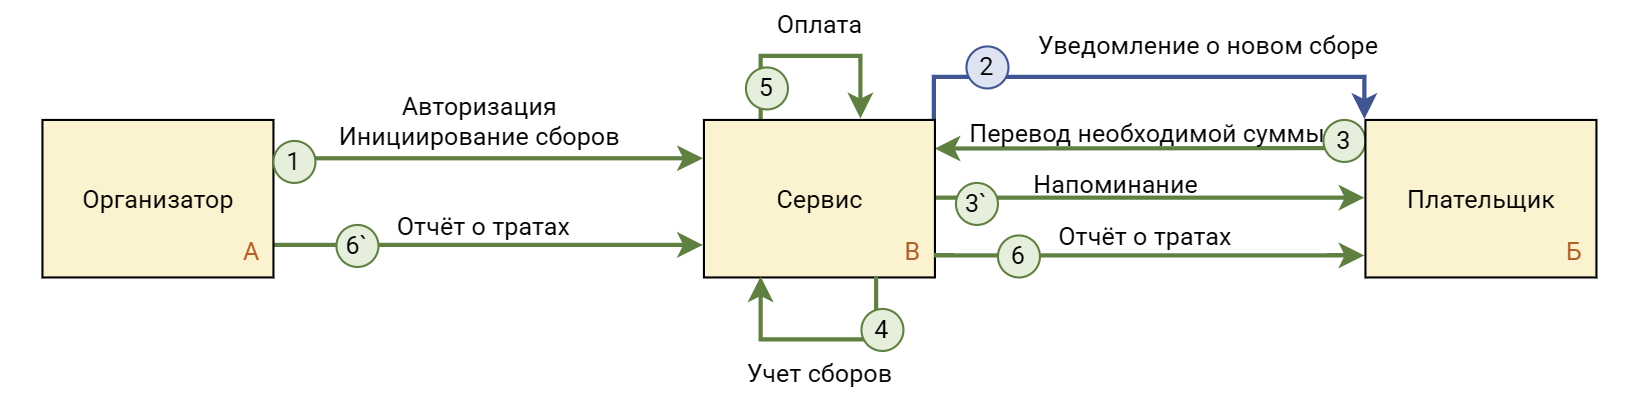 Оплата
5
Уведомление о новом сборе
2
Авторизация
Инициирование сборов
1
Перевод необходимой суммы
3
Организатор
А
Сервис
В
Плательщик
Б
Напоминание
3`
Отчёт о тратах
6`
Отчёт о тратах
6
4
Учет сборов